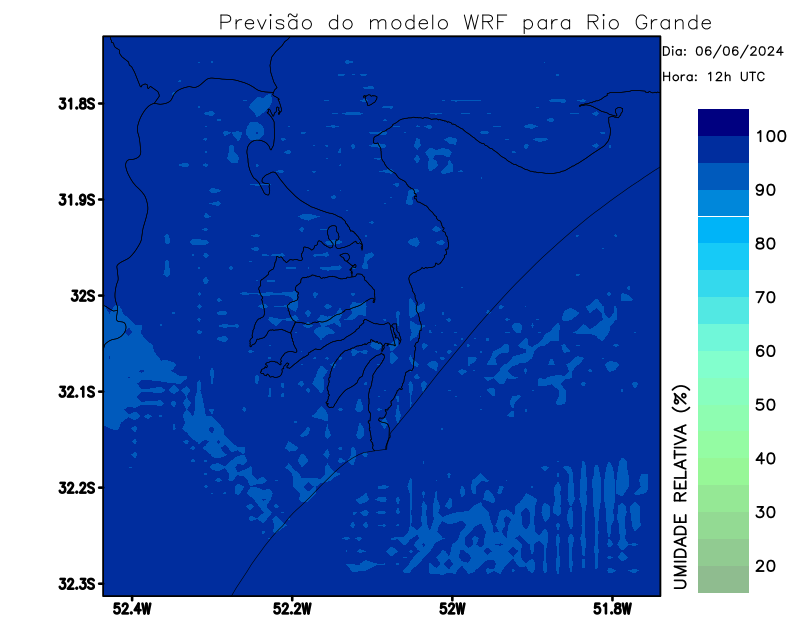 Previsão do modelo WRF para Rio Grande
Dia: 06/06/2024
Hora: 12h UTC
31.8S
31.9S
32S
32.1S
32.2S
32.3S
52.4W
52.2W
52W
51.8W
UMIDADE RELATIVA (%)
100
90
80
70
60
50
40
30
20